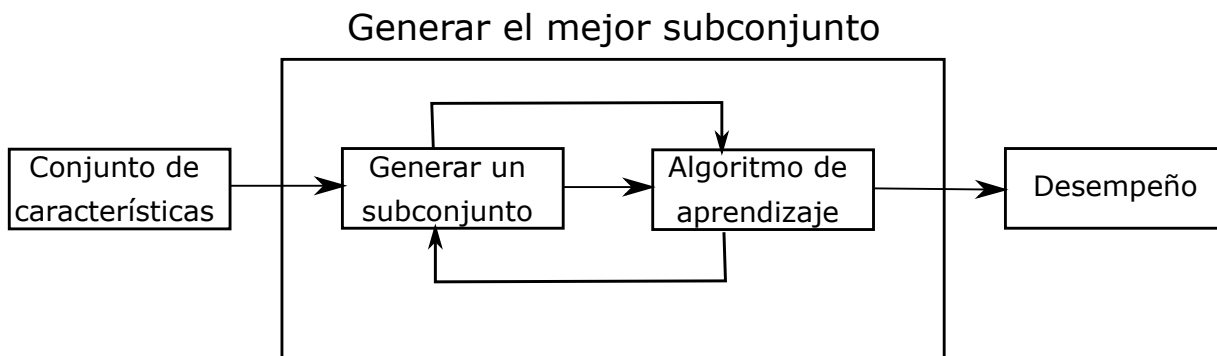 Generar el mejor subconjunto
Conjunto de
características
Generar un
subconjunto
Algoritmo de
aprendizaje
Desempeño